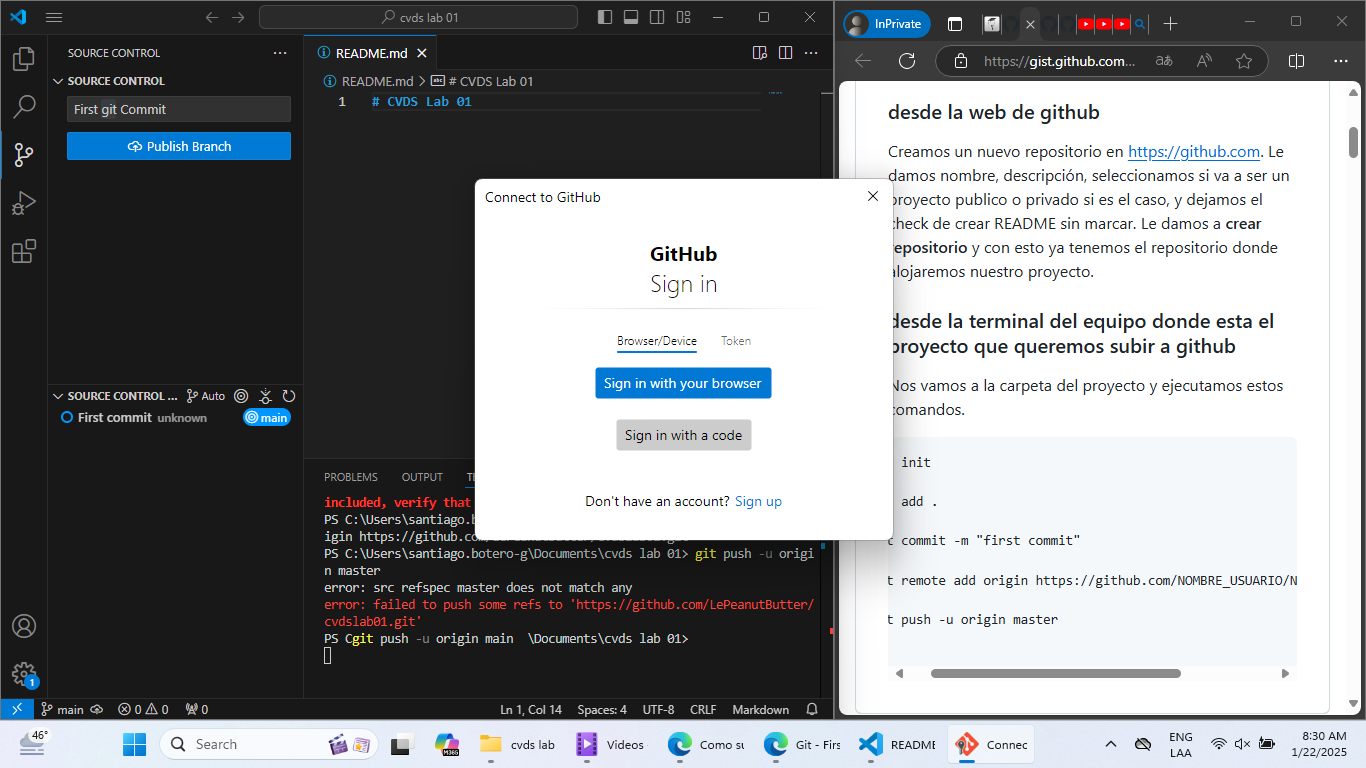 cvds lab 01
SOURCE CONTROL
SOURCE CONTROL
First git Commit
Publish Branch
SOURCE CONTROL ...
Auto
First commit unknown
main
README.md
README.md > # CVDS Lab 01
1 # CVDS Lab 01
PROBLEMS OUTPUT
included, verify that
PS C:\Users\santiago.
igin https://github.com
PS C:\Users\santiago.botero-g\Documents\cvds lab 01> git push -u origi
n master
error: src refspec master does not match any
error: failed to push some refs to 'https://github.com/LePeanutButter/
cvdslab01.git'
PS Cgit push -u origin main \Documents\cvds lab 01>
Connect to GitHub
GitHub
Sign in
Browser/Device Token
Sign in with your browser
Sign in with a code
Don't have an account? Sign up
1
main
0 0 0
Ln 1, Col 14 Spaces: 4 UTF-8 CRLF Markdown
InPrivate
https://gist.github.com...
desde la web de github
Creamos un nuevo repositorio en https://github.com. Le
damos nombre, descripción, seleccionamos si va a ser un
proyecto publico o privado si es el caso, y dejamos el
check de crear README sin marcar. Le damos a crear
repositorio y con esto ya tenemos el repositorio donde
alojaremos nuestro proyecto.
desde la terminal del equipo donde esta el
proyecto que queremos subir a github
Nos vamos a la carpeta del proyecto y ejecutamos estos
comandos.
init
add .
t commit -m "first commit"
t remote add origin https://github.com/NOMBRE_USUARIO/N
t push -u origin master
46°
Search
M365
cvds lab
Videos
Como su
Git - Firs
README
Connec
ENG
LAA
8:30 AM
1/22/2025